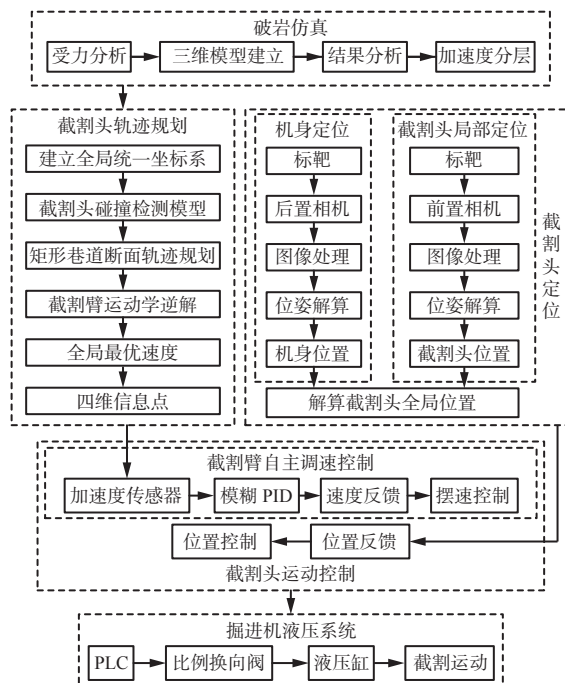 破岩仿真
受力分析
三维模型建立
结果分析
加速度分层
截割头轨迹规划
建立全局统一坐标系
截割头碰撞检测模型
矩形巷道断面轨迹规划
截割臂运动学逆解
全局最优速度
四维信息点
机身定位
标靶
后置相机
图像处理
位姿解算
机身位置
截割头局部定位
标靶
前置相机
图像处理
位姿解算
截割头位置
截割头定位
解算截割头全局位置
截割臂自主调速控制
加速度传感器
模糊 PID
速度反馈
摆速控制
位置控制
位置反馈
截割头运动控制
掘进机液压系统
PLC
比例换向阀
液压缸
截割运动